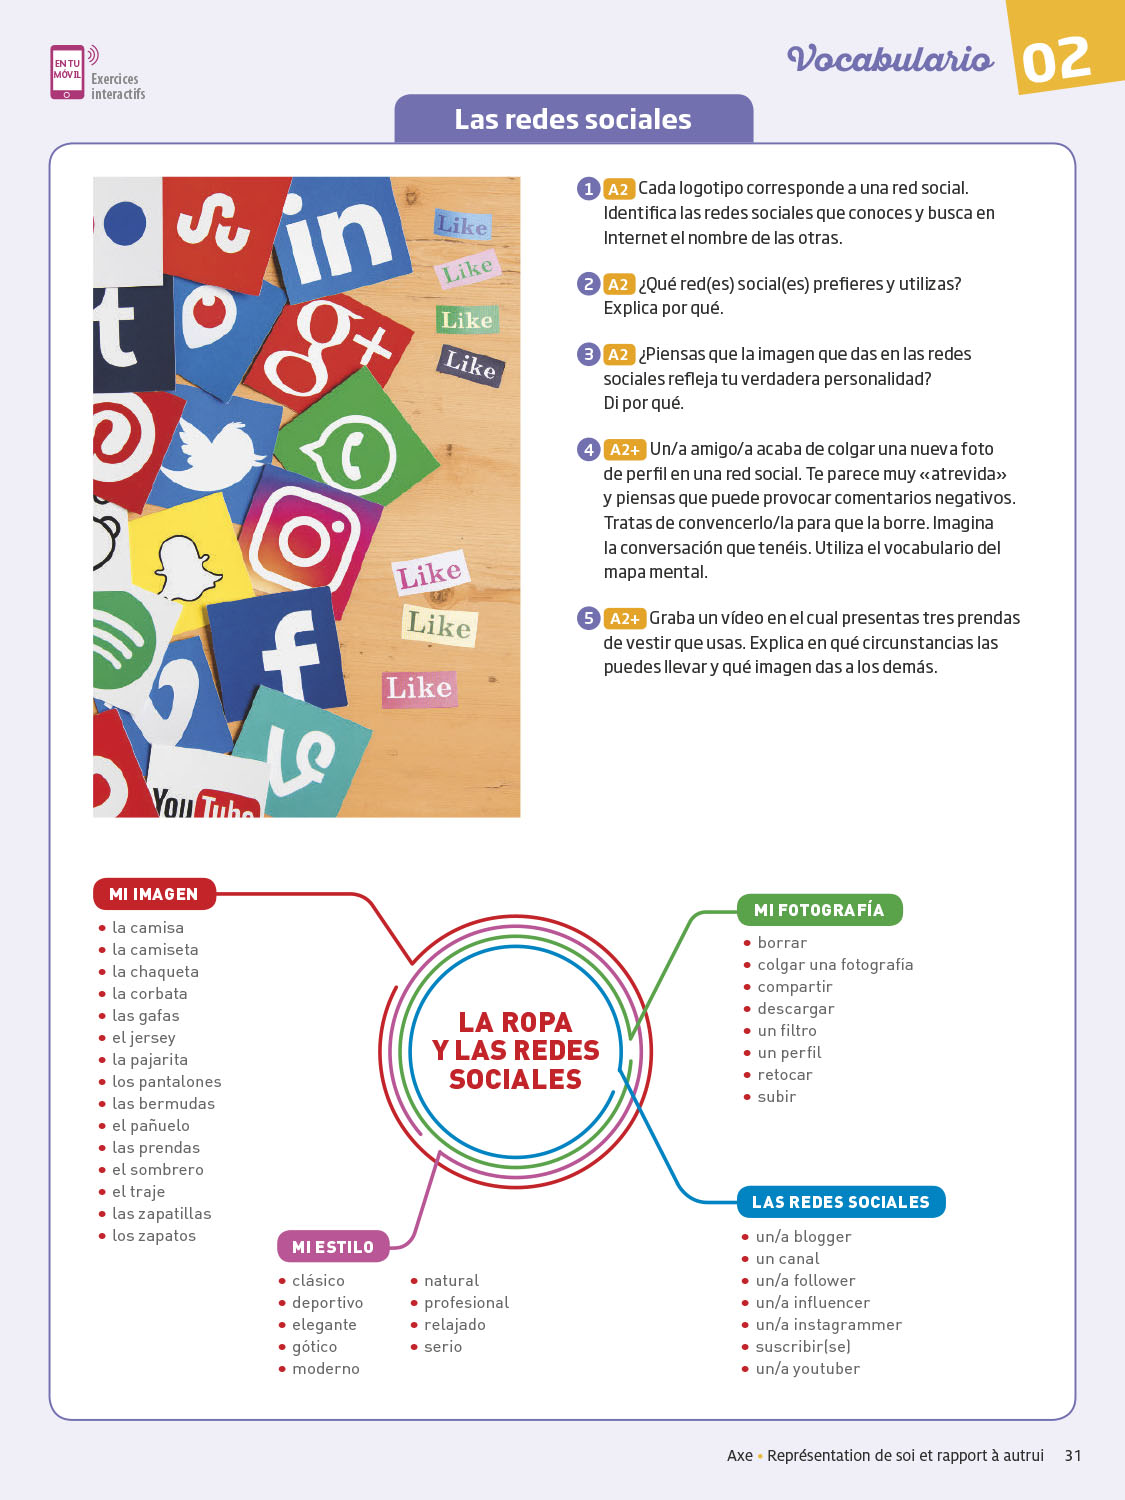 EN TU
MÓVIL
Exercices
interactifs
Vocabulario
02
Las redes sociales
in
Like
Like
Like
Like
t
g+
Like
Like
f
Like
You Tube
1 A2 Cada logotipo corresponde a una red social.
Identifica las redes sociales que conoces y busca en
Internet el nombre de las otras.
2 A2 ¿Qué red(es) social(es) prefieres y utilizas?
Explica por qué.
3 A2 ¿Piensas que la imagen que das en las redes
sociales refleja tu verdadera personalidad?
Di por qué.
4 A2+ Un/a amigo/a acaba de colgar una nueva foto
de perfil en una red social. Te parece muy «atrevida»
y piensas que puede provocar comentarios negativos.
Tratas de convencerlo/la para que la borre. Imagina
la conversación que tenéis. Utiliza el vocabulario del
mapa mental.
5 A2+ Graba un vídeo en el cual presentas tres prendas
de vestir que usas. Explica en qué circunstancias las
puedes llevar y qué imagen das a los demás.
MI IMAGEN
• la camisa
• la camiseta
• la chaqueta
• la corbata
• las gafas
• el jersey
• la pajarita
• los pantalones
• las bermudas
• el pañuelo
• las prendas
• el sombrero
• el traje
• las zapatillas
• los zapatos
LA ROPA
Y LAS REDES
SOCIALES
MI ESTILO
• clásico
• deportivo
• elegante
• gótico
• moderno
• natural
• profesional
• relajado
• serio
MI FOTOGRAFÍA
• borrar
• colgar una fotografía
• compartir
• descargar
• un filtro
• un perfil
• retocar
• subir
LAS REDES SOCIALES
• un/a blogger
• un canal
• un/a follower
• un/a influencer
• un/a instagrammer
• suscribir(se)
• un/a youtuber
Axe • Représentation de soi et rapport à autrui 31